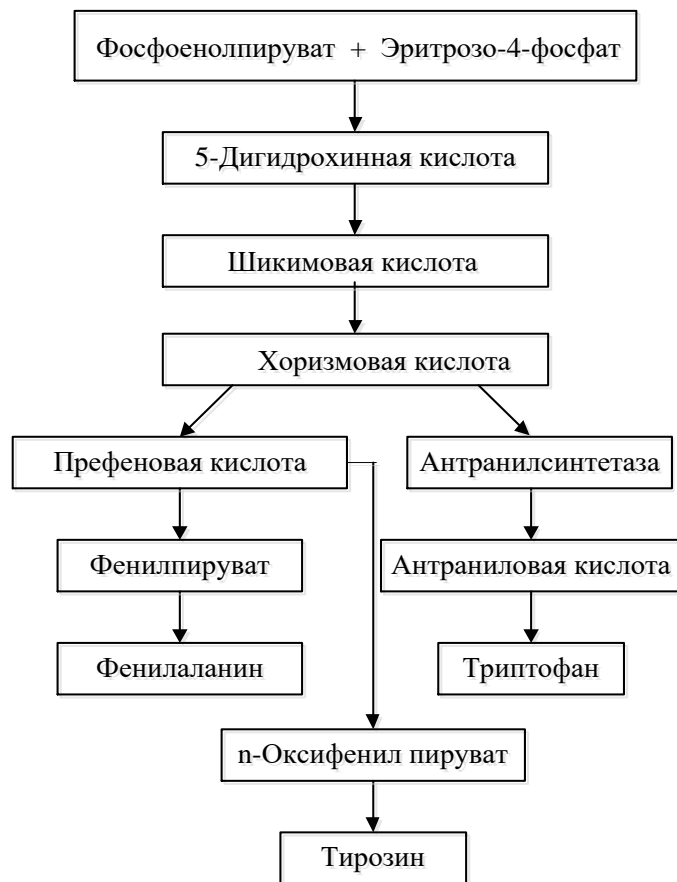 Фосфоенолпируват + Эритрозо-4-фосфат
5-Дигидрохинная кислота
Шикимовая кислота
Хоризмовая кислота
Префеновая кислота
Антранилсинтетаза
Фенилпируват
Антраниловая кислота
Фенилаланин
Триптофан
n-Оксифенил пируват
Тирозин